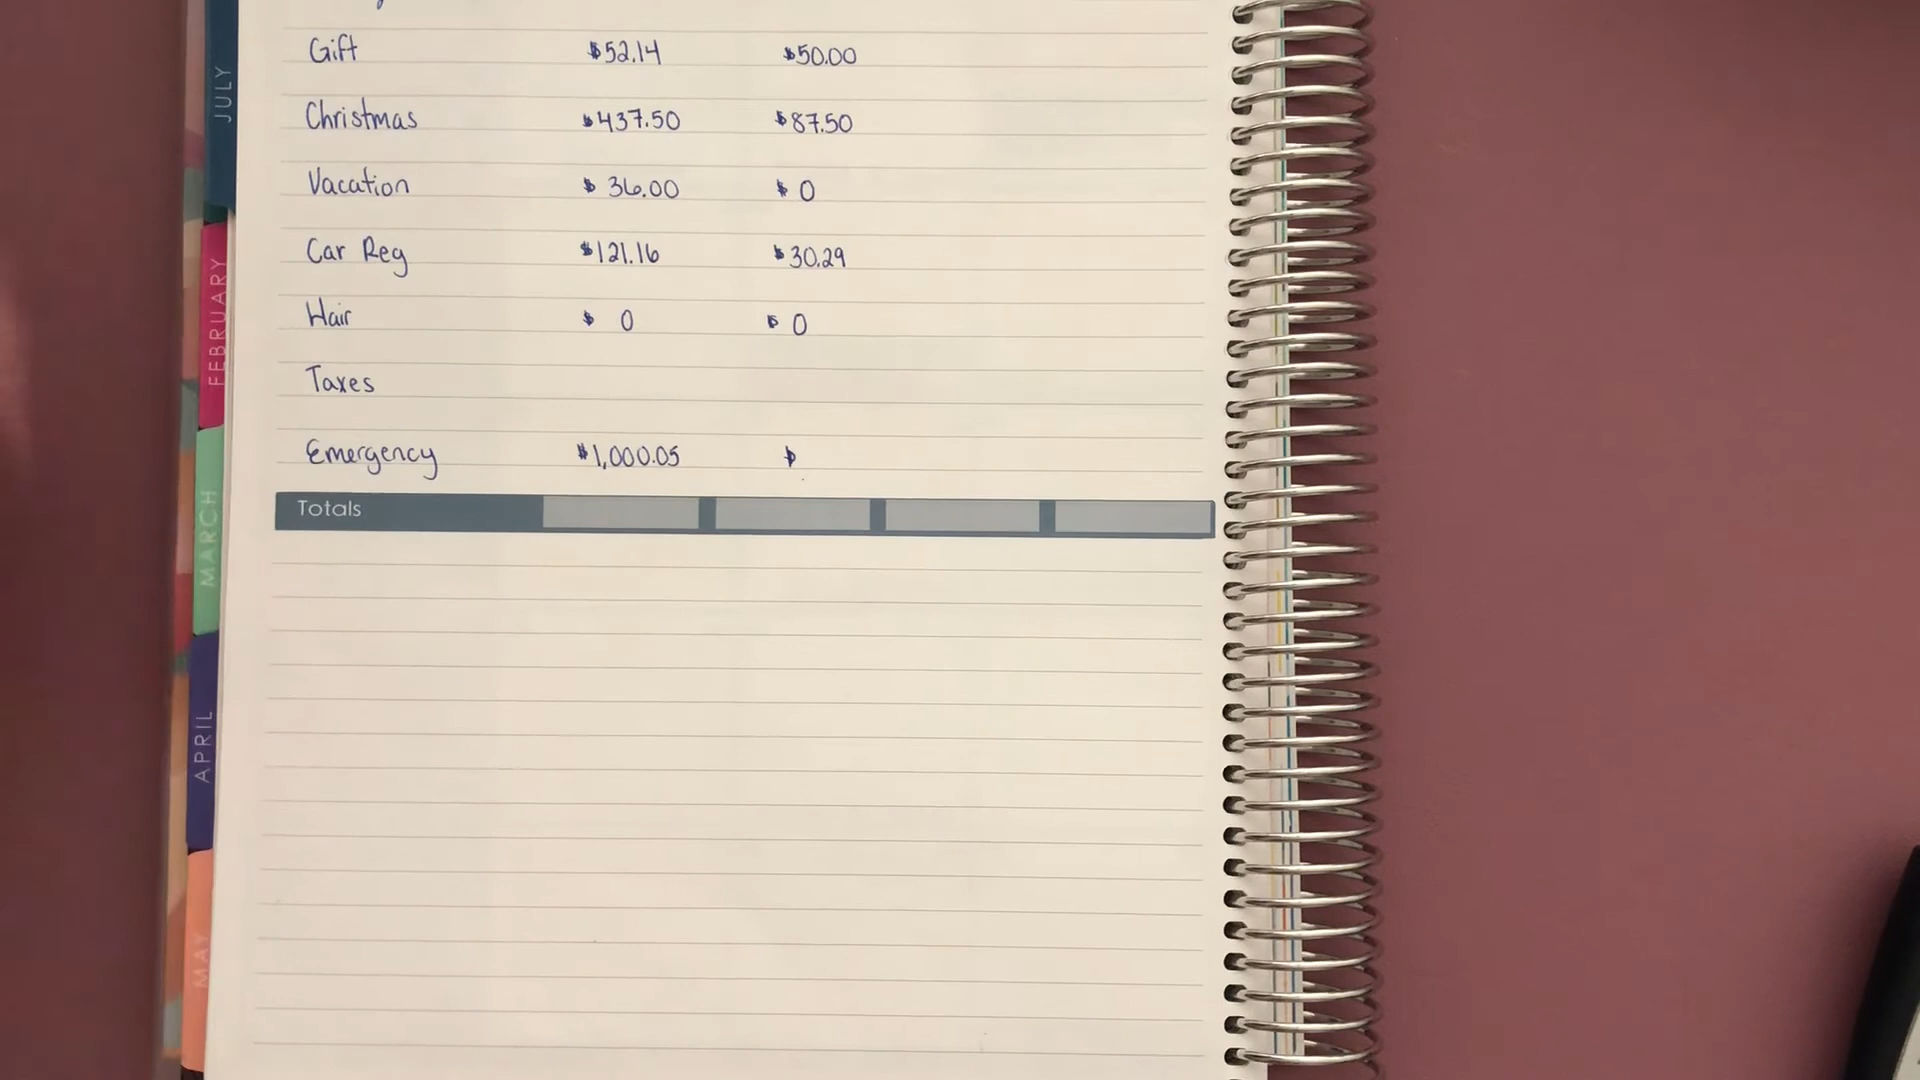 Gift $52.14 $50.00
Christmas $437.50 $87.50
Vacation $ 36.00 $ 0
Car Reg $121.16 $30.29
Hair $ 0 $ 0
Taxes
Emergency $1,000.05 $
Totals
JULY
FEBRUARY
MARCH
APRIL
MAY